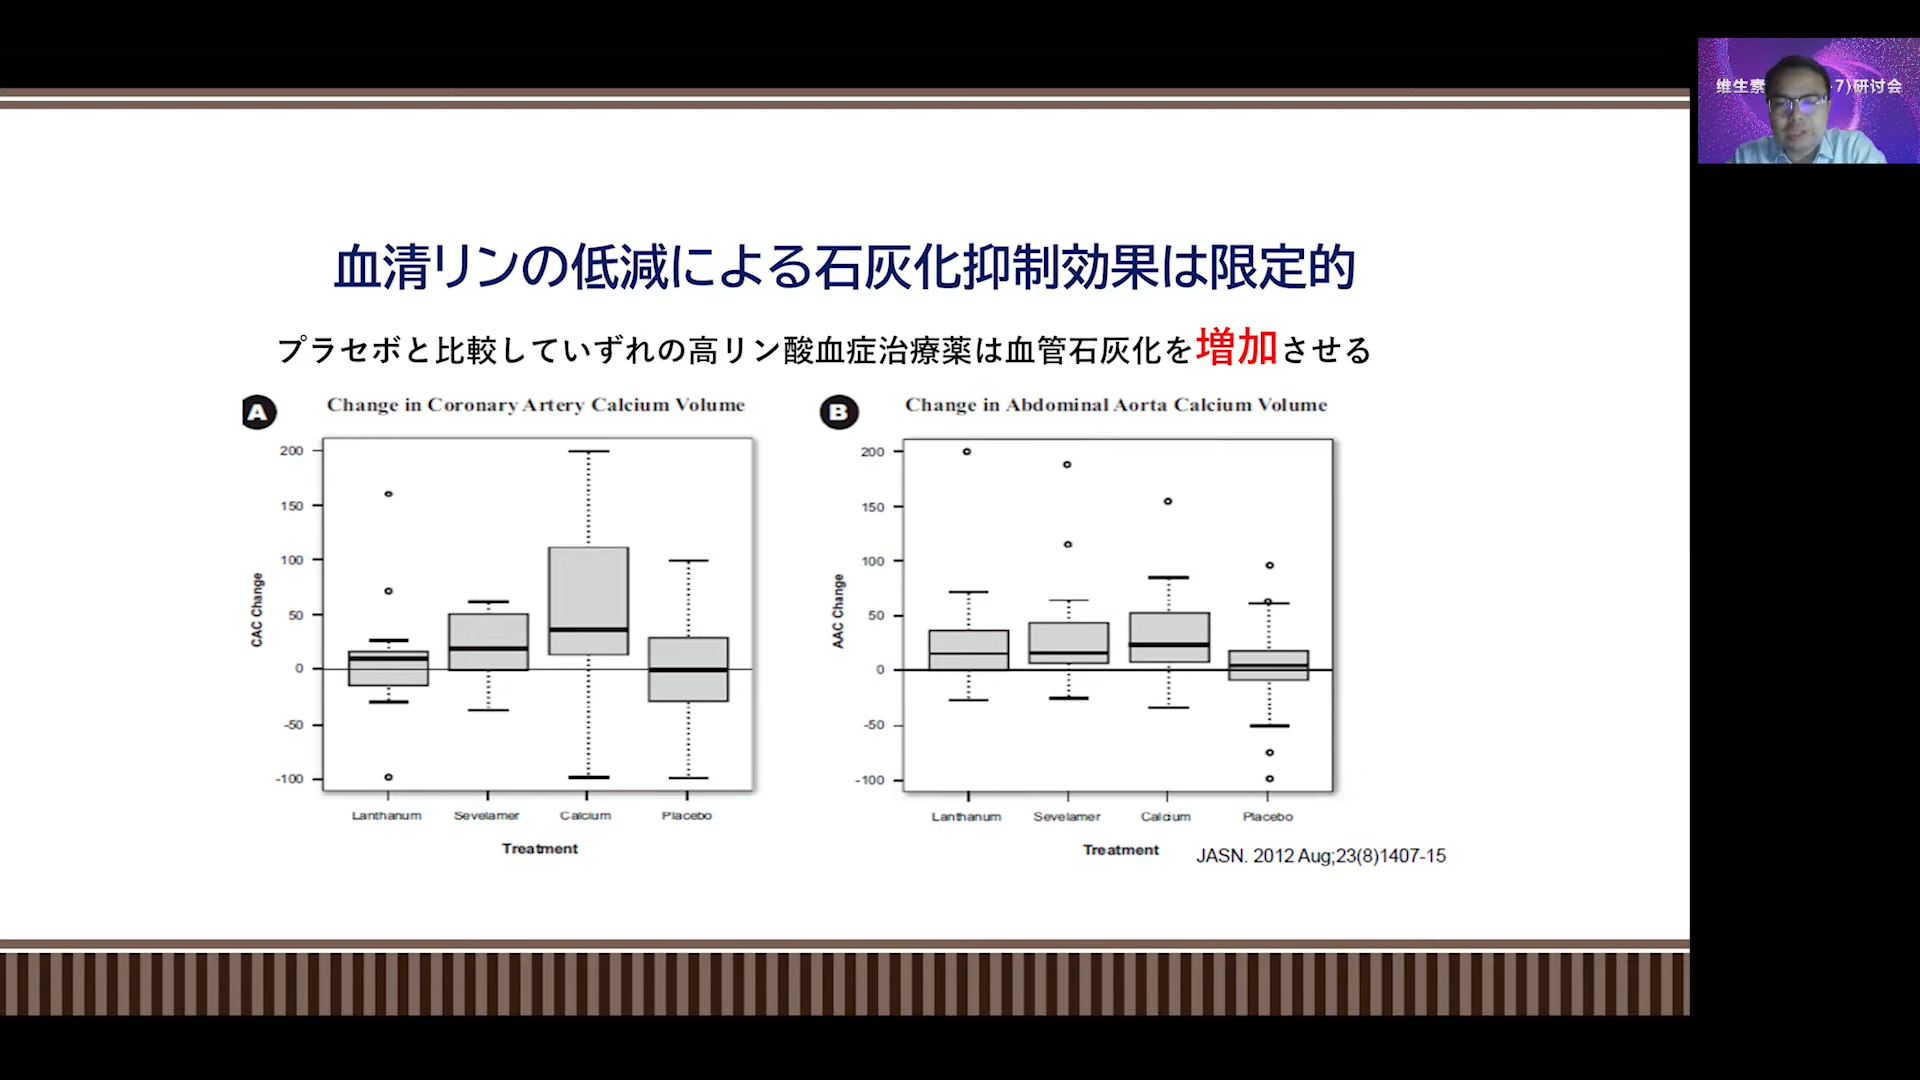 血清リンの低減による石灰化抑制効果は限定的
プラセボと比較していずれの高リン酸血症治療薬は血管石灰化を増加させる
A
Change in Coronary Artery Calcium Volume
200
150
100
50
0
-50
-100
CAC Change
Lanthanum Sevelamer Calcium Placebo
Treatment
B
Change in Abdominal Aorta Calcium Volume
200
150
100
50
0
-50
-100
AAC Change
Lanthanum Sevelamer Calcium Placebo
Treatment
JASN. 2012 Aug;23(8)1407-15
维生素 7)研讨会